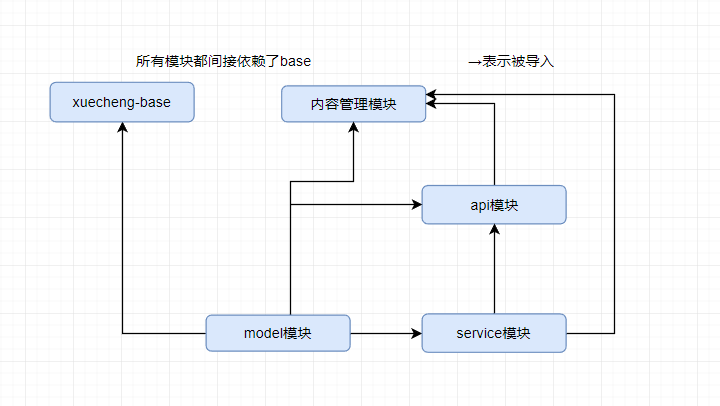 所有模块都间接依赖了base
→表示被导入
xuecheng-base
内容管理模块
api模块
model模块
service模块